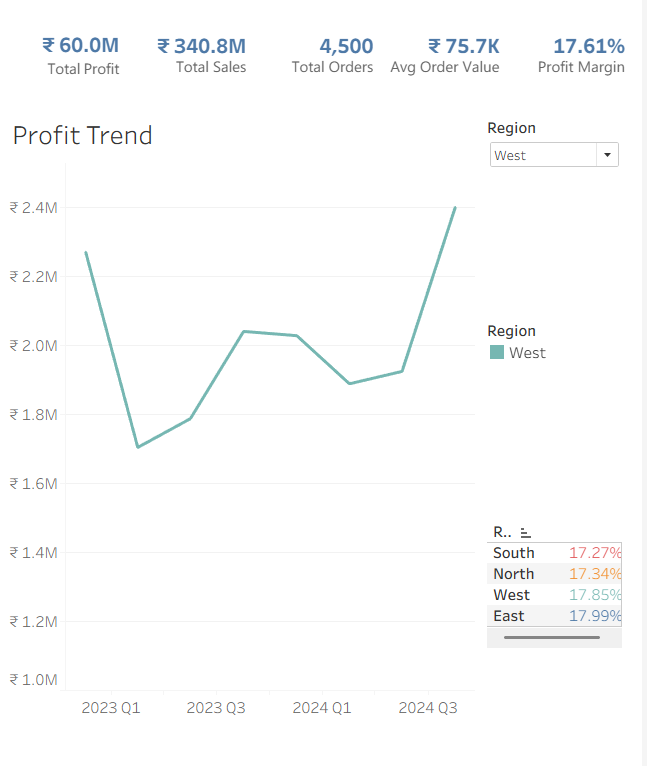 ₹ 60.0M ₹ 340.8M 4,500 ₹ 75.7K 17.61%
Total Profit Total Sales Total Orders Avg Order Value Profit Margin
Profit Trend
Region
West
₹ 2.4M
₹ 2.2M
₹ 2.0M
₹ 1.8M
₹ 1.6M
₹ 1.4M
₹ 1.2M
₹ 1.0M
2023 Q1 2023 Q3 2024 Q1 2024 Q3
Region
West
R..
South 17.27%
North 17.34%
West 17.85%
East 17.99%